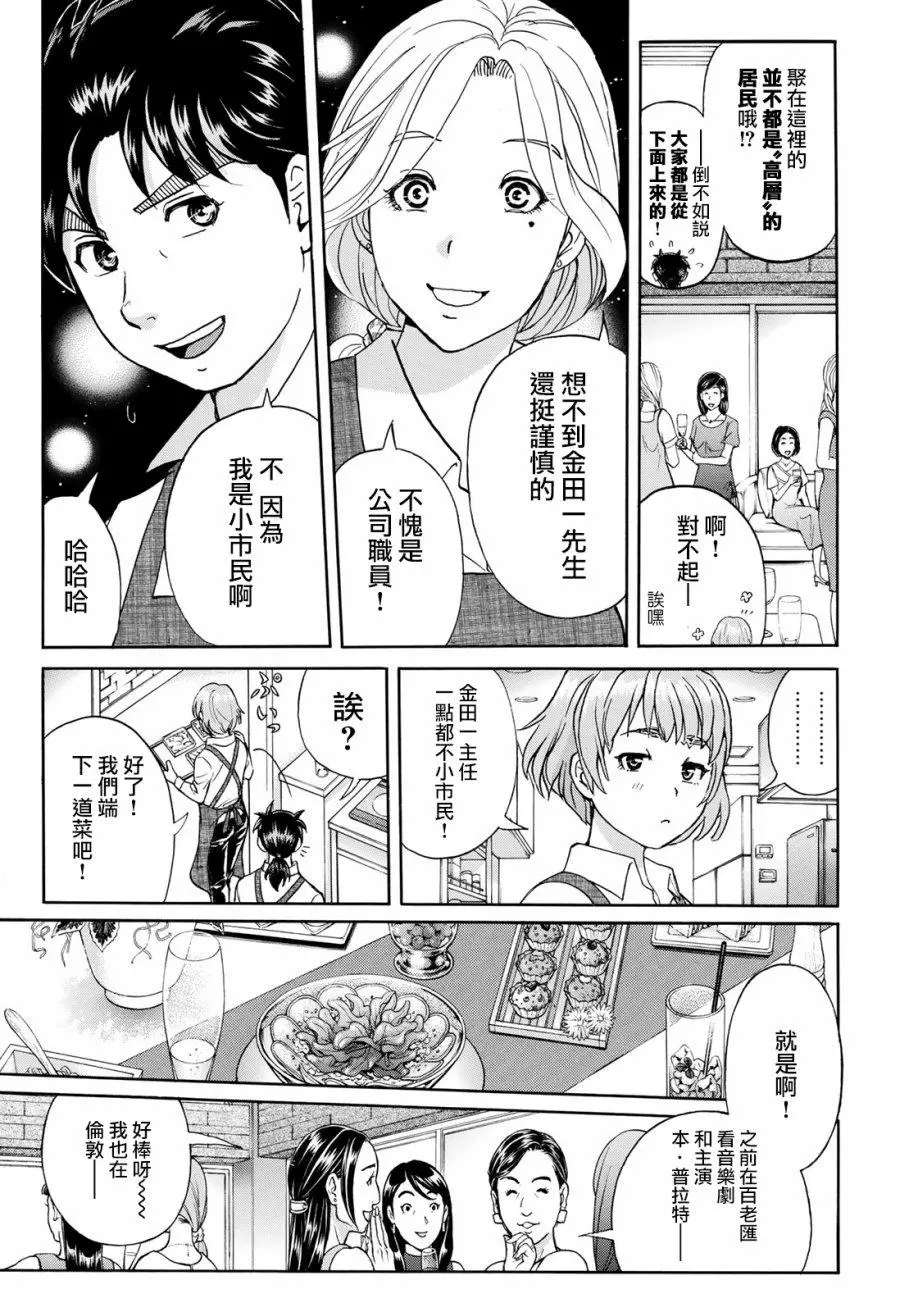 聚在這裡的
並不都是“高層”的
居民哦!?
——倒不如說
大家都是從
下面上來的！
啊！
對不起—
誒嘿
想不到金田一先生
還挺謹慎的
不愧是
公司職員！
不 因為
我是小市民啊
哈哈哈
………
………
金田一主任
一點都不小市民！
ぷい
誒？
好了！
我們端
下一道菜吧！
就是啊！
之前在百老匯
看音樂劇
和主演
本·普拉特—
好棒呀~~~
我也在
倫敦—